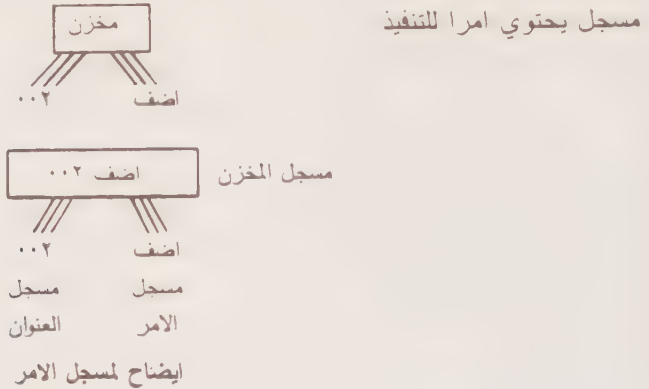 مسجل يحتوي امرا للتنفيذ
مخزن
اضف ٠٠٢
مسجل المخزن
اضف ٠٠٢
اضف ٠٠٢
مسجل مسجل
الامر العنوان
ايضاح لمسجل الامر